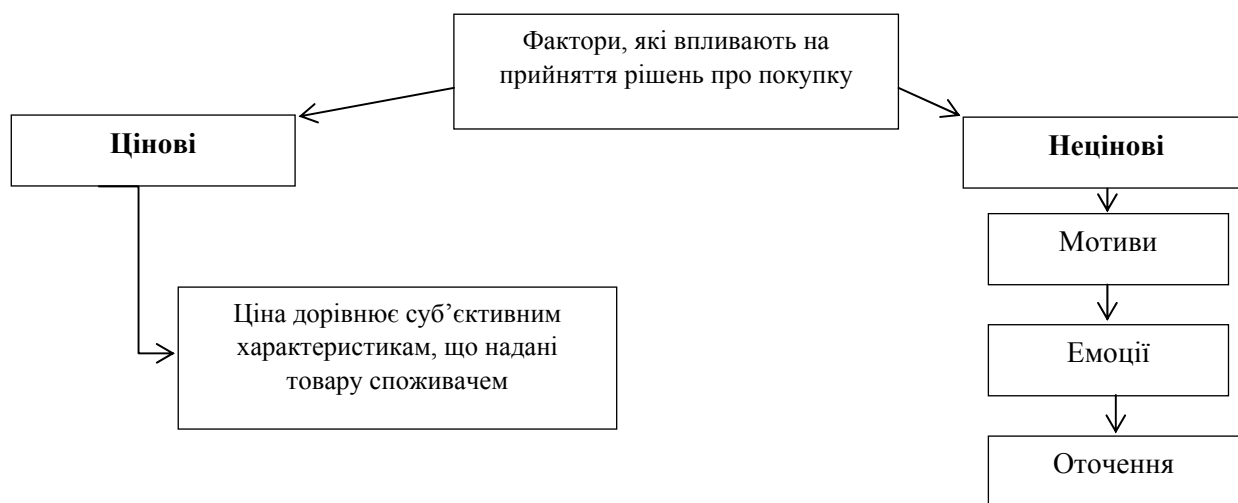 Фактори, які впливають на
прийняття рішень про покупку
Цінові
Нецінові
Мотиви
Ціна дорівнює суб’єктивним
характеристикам, що надані
товару споживачем
Емоції
Оточення